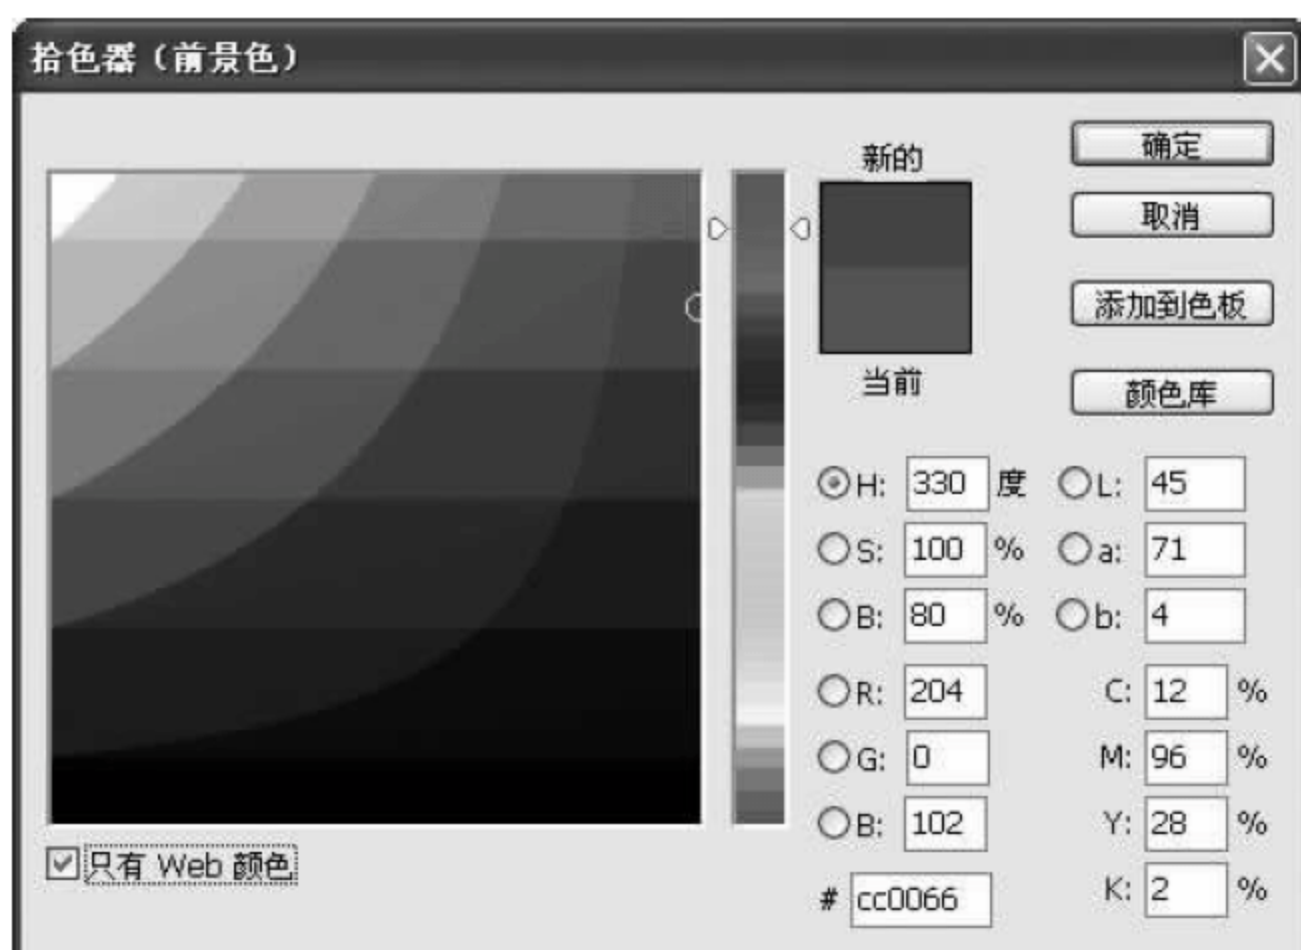 拾色器（前景色）
新的
当前
确定
取消
添加到色板
颜色库
H: 330 度
S: 100 %
B: 80 %
R: 204
G: 0
B: 102
# cc0066
L: 45
a: 71
b: 4
C: 12 %
M: 96 %
Y: 28 %
K: 2 %
只有 Web 颜色